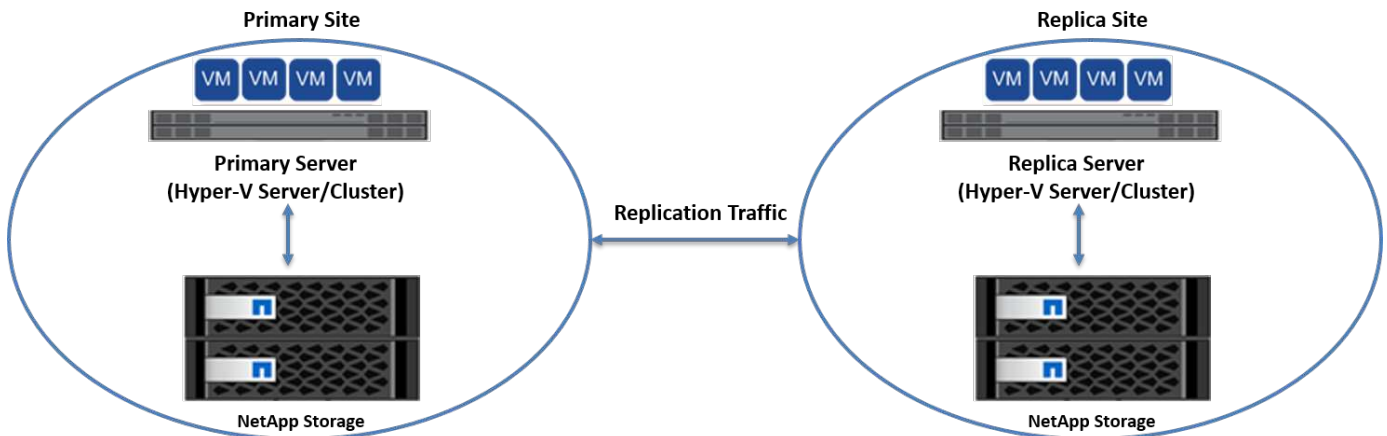 Primary Site
Replica Site
VM VM VM VM
VM VM VM VM
Primary Server
(Hyper-V Server/Cluster)
Replica Server
(Hyper-V Server/Cluster)
Replication Traffic
NetApp Storage
NetApp Storage